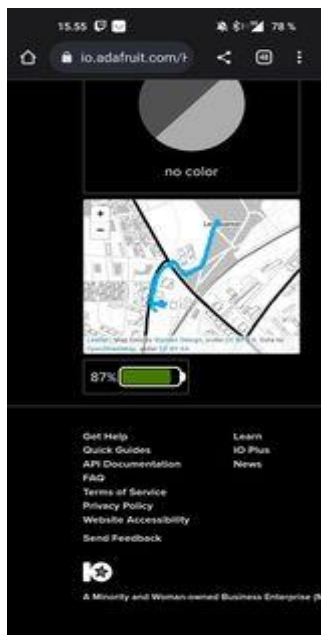 15.55 78 %
io.adafruit.com/
no color
+
−
87%
Get Help Learn
Quick Guides IO Plus
API Documentation News
FAQ
Terms of Service
Privacy Policy
Website Accessibility
Send Feedback
A Minority and Woman-owned Business Enterprise (M